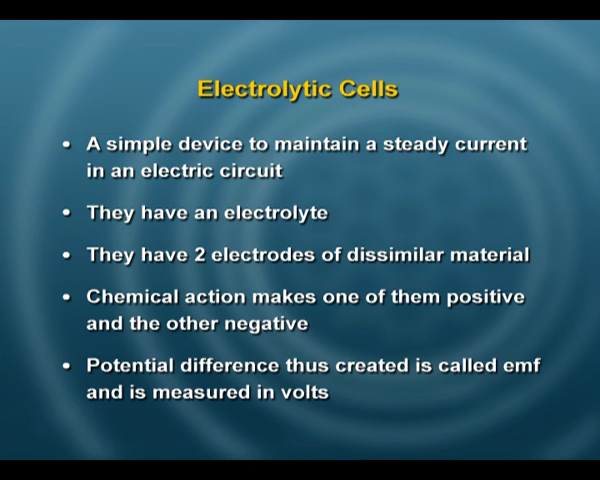 Electrolytic Cells
• A simple device to maintain a steady current
in an electric circuit
• They have an electrolyte
• They have 2 electrodes of dissimilar material
• Chemical action makes one of them positive
and the other negative
• Potential difference thus created is called emf
and is measured in volts